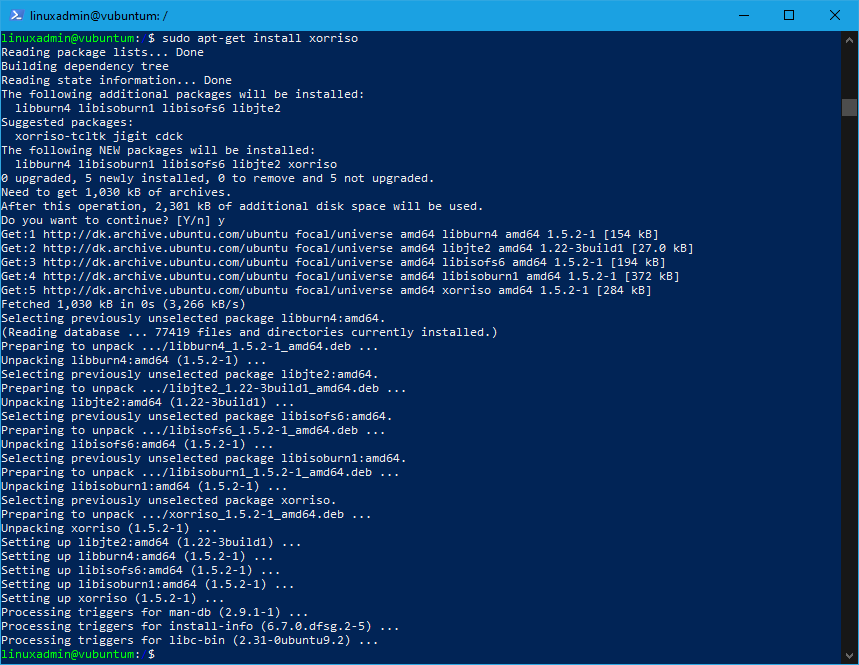 linuxadmin@vubuntum: /
linuxadmin@vubuntum: $ sudo apt-get install xorriso
Reading package lists... Done
Building dependency tree
Reading state information... Done
The following additional packages will be installed:
  libburn4 libisoburn1 libisofs6 libjte2
Suggested packages:
  xorriso-tcltk jigit cdck
The following NEW packages will be installed:
  libburn4 libisoburn1 libisofs6 libjte2 xorriso
0 upgraded, 5 newly installed, 0 to remove and 5 not upgraded.
Need to get 1,030 kB of archives.
After this operation, 2,301 kB of additional disk space will be used.
Do you want to continue? [Y/n] y
Get:1 http://dk.archive.ubuntu.com/ubuntu focal/universe amd64 libburn4 amd64 1.5.2-1 [154 kB]
Get:2 http://dk.archive.ubuntu.com/ubuntu focal/universe amd64 libjte2 amd64 1.22-3build1 [27.0 kB]
Get:3 http://dk.archive.ubuntu.com/ubuntu focal/universe amd64 libisofs6 amd64 1.5.2-1 [194 kB]
Get:4 http://dk.archive.ubuntu.com/ubuntu focal/universe amd64 libisoburn1 amd64 1.5.2-1 [372 kB]
Get:5 http://dk.archive.ubuntu.com/ubuntu focal/universe amd64 xorriso amd64 1.5.2-1 [284 kB]
Fetched 1,030 kB in 0s (3,266 kB/s)
Selecting previously unselected package libburn4:amd64.
(Reading database ... 77419 files and directories currently installed.)
Preparing to unpack .../libburn4_1.5.2-1_amd64.deb ...
Unpacking libburn4:amd64 (1.5.2-1) ...
Selecting previously unselected package libjte2:amd64.
Preparing to unpack .../libjte2_1.22-3build1_amd64.deb ...
Unpacking libjte2:amd64 (1.22-3build1) ...
Selecting previously unselected package libisofs6:amd64.
Preparing to unpack .../libisofs6_1.5.2-1_amd64.deb ...
Unpacking libisofs6:amd64 (1.5.2-1) ...
Selecting previously unselected package libisoburn1:amd64.
Preparing to unpack .../libisoburn1_1.5.2-1_amd64.deb ...
Unpacking libisoburn1:amd64 (1.5.2-1) ...
Selecting previously unselected package xorriso.
Preparing to unpack .../xorriso_1.5.2-1_amd64.deb ...
Unpacking xorriso (1.5.2-1) ...
Setting up libjte2:amd64 (1.22-3build1) ...
Setting up libburn4:amd64 (1.5.2-1) ...
Setting up libisofs6:amd64 (1.5.2-1) ...
Setting up libisoburn1:amd64 (1.5.2-1) ...
Setting up xorriso (1.5.2-1) ...
Processing triggers for man-db (2.9.1-1) ...
Processing triggers for install-info (6.7.0.dfsg.2-5) ...
Processing triggers for libc-bin (2.31-0ubuntu9.2) ...
linuxadmin@vubuntum: $